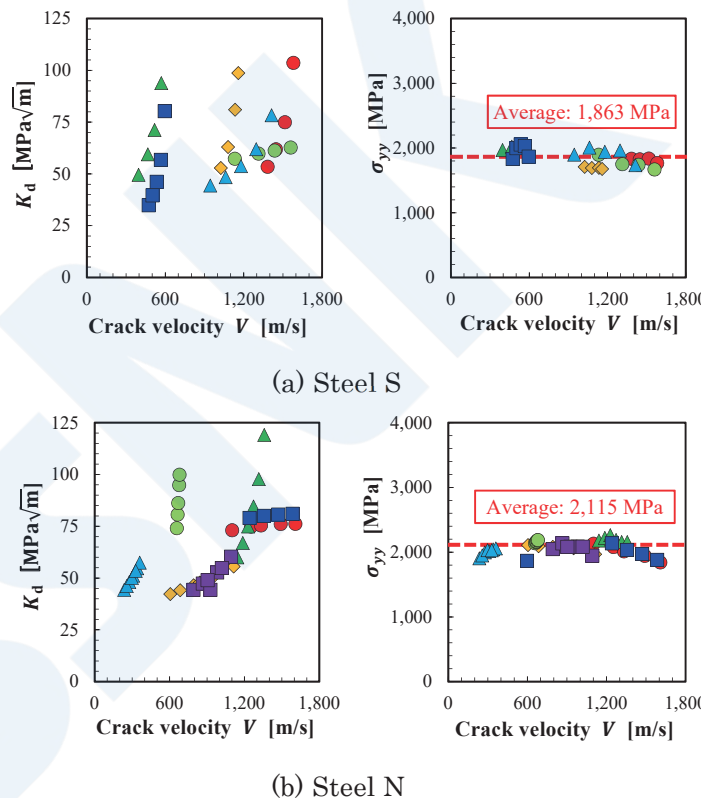 125
100
75
50
25
0
K_d [MPa√m]
0 600 1,200 1,800
Crack velocity V [m/s]
4,000
3,000
2,000
1,000
0
σ_yy [MPa]
Average: 1,863 MPa
0 600 1,200 1,800
Crack velocity V [m/s]
(a) Steel S
125
100
75
50
25
0
K_d [MPa√m]
0 600 1,200 1,800
Crack velocity V [m/s]
4,000
3,000
2,000
1,000
0
σ_yy [MPa]
Average: 2,115 MPa
0 600 1,200 1,800
Crack velocity V [m/s]
(b) Steel N